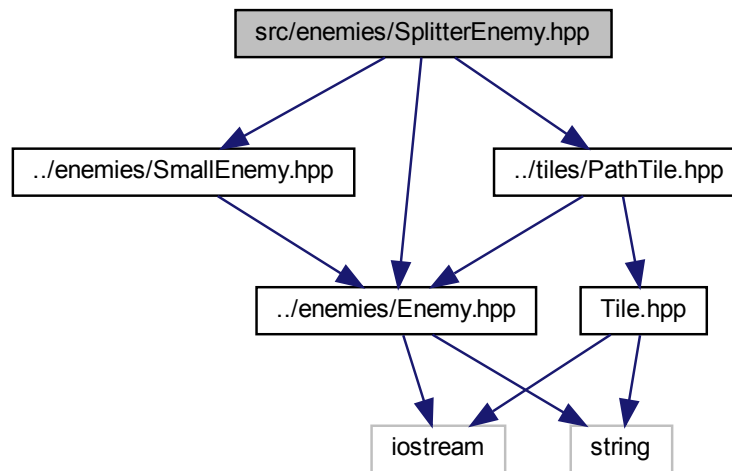 src/enemies/SplitterEnemy.hpp
../enemies/SmallEnemy.hpp
../tiles/PathTile.hpp
../enemies/Enemy.hpp
Tile.hpp
iostream
string